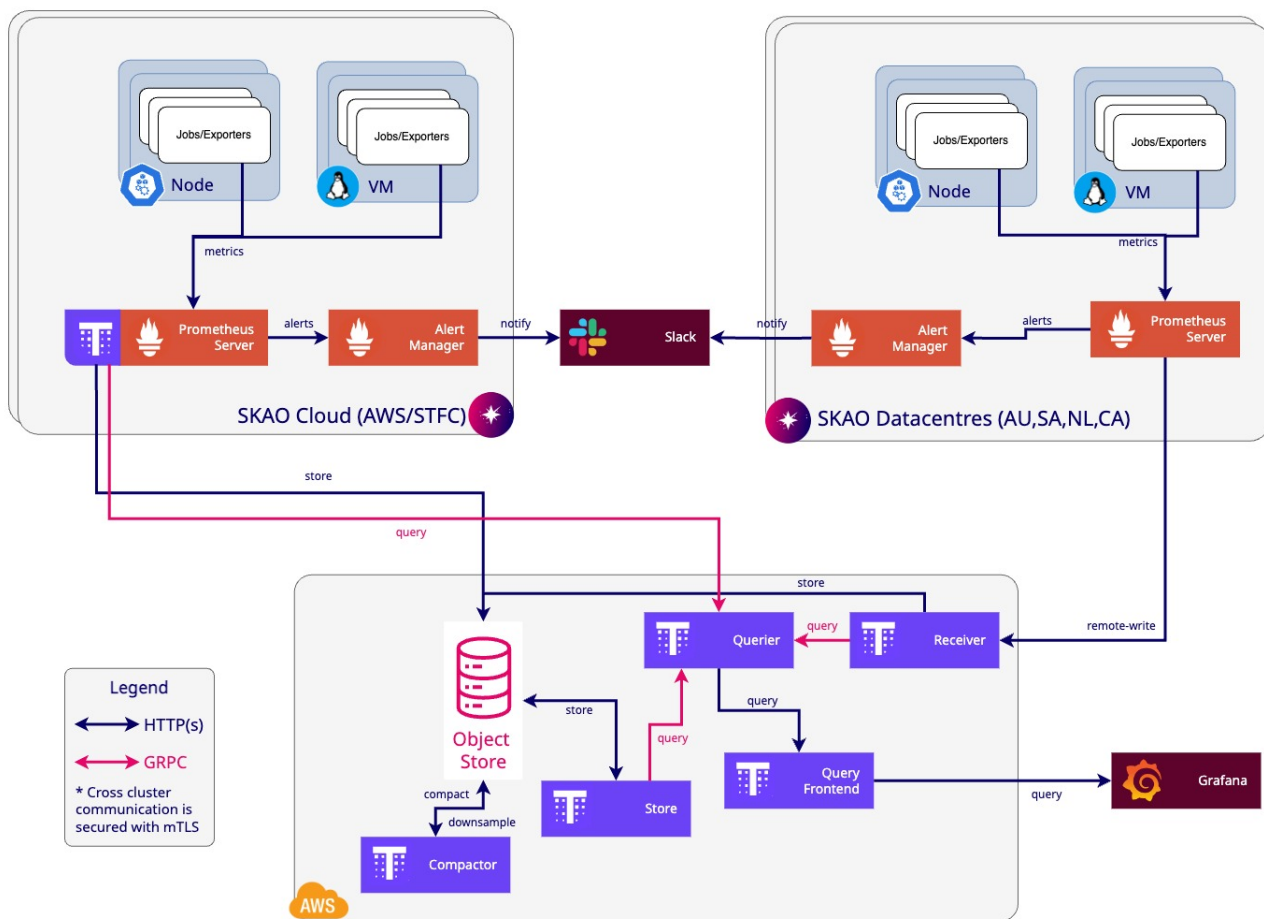 Jobs/Exporters
Node
Jobs/Exporters
VM
metrics
Prometheus
Server
alerts
Alert
Manager
notify
Slack
SKAO Cloud (AWS/STFC)
Jobs/Exporters
Node
Jobs/Exporters
VM
metrics
Prometheus
Server
alerts
Alert
Manager
notify
SKAO Datacentres (AU,SA,NL,CA)
store
query
store
Querier
query
Receiver
remote-write
Object
Store
store
query
query
Store
Query
Frontend
query
Grafana
compact
downsample
Compactor
AWS
Legend
HTTP(s)
GRPC
* Cross cluster
communication is
secured with mTLS